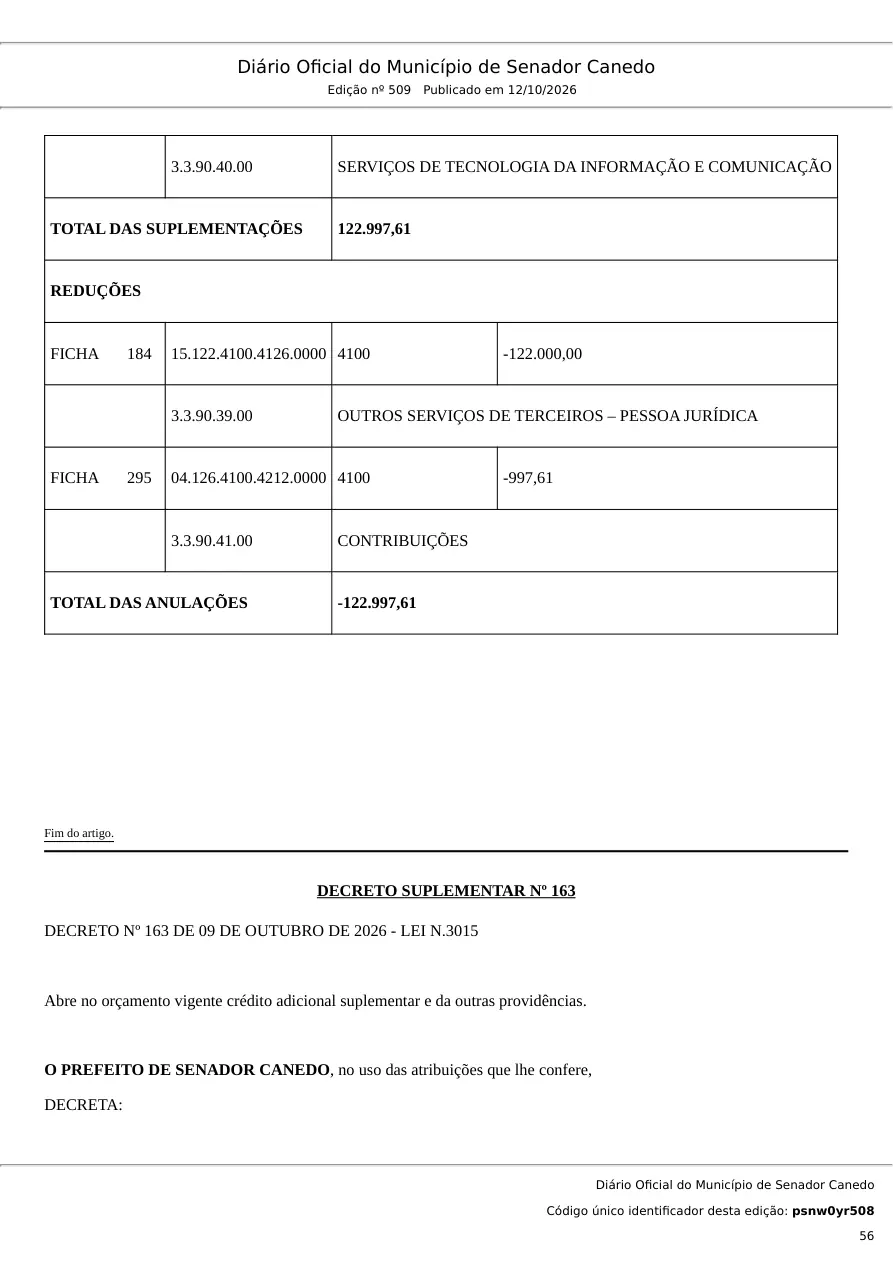 Diário Oficial do Município de Senador Canedo
Edição nº 509 Publicado em 12/10/2026
3.3.90.40.00 SERVIÇOS DE TECNOLOGIA DA INFORMAÇÃO E COMUNICAÇÃO
TOTAL DAS SUPLEMENTAÇÕES 122.997,61
REDUÇÕES
FICHA 184 15.122.4100.4126.0000 4100 -122.000,00
3.3.90.39.00 OUTROS SERVIÇOS DE TERCEIROS – PESSOA JURÍDICA
FICHA 295 04.126.4100.4212.0000 4100 -997,61
3.3.90.41.00 CONTRIBUIÇÕES
TOTAL DAS ANULAÇÕES -122.997,61
Fim do artigo.
DECRETO SUPLEMENTAR Nº 163
DECRETO Nº 163 DE 09 DE OUTUBRO DE 2026 - LEI N.3015
Abre no orçamento vigente crédito adicional suplementar e da outras providências.
O PREFEITO DE SENADOR CANEDO, no uso das atribuições que lhe confere,
DECRETA:
Diário Oficial do Município de Senador Canedo
Código único identificador desta edição: psnw0yr508
56